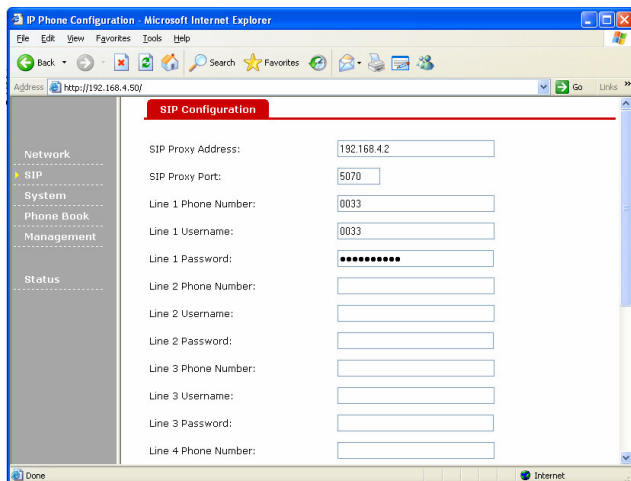 IP Phone Configuration - Microsoft Internet Explorer
File Edit View Favorites Tools Help
Back Search Favorites
Address http://192.168.4.50/ Go Links »
SIP Configuration
Network
SIP
System
Phone Book
Management
Status
SIP Proxy Address: 192.168.4.2
SIP Proxy Port: 5070
Line 1 Phone Number: 0033
Line 1 Username: 0033
Line 1 Password: ●●●●●●●●●●
Line 2 Phone Number:
Line 2 Username:
Line 2 Password:
Line 3 Phone Number:
Line 3 Username:
Line 3 Password:
Line 4 Phone Number:
Done Internet